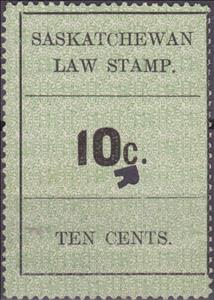 SASKATCHEWAN
LAW STAMP.
10c.
R
TEN CENTS.